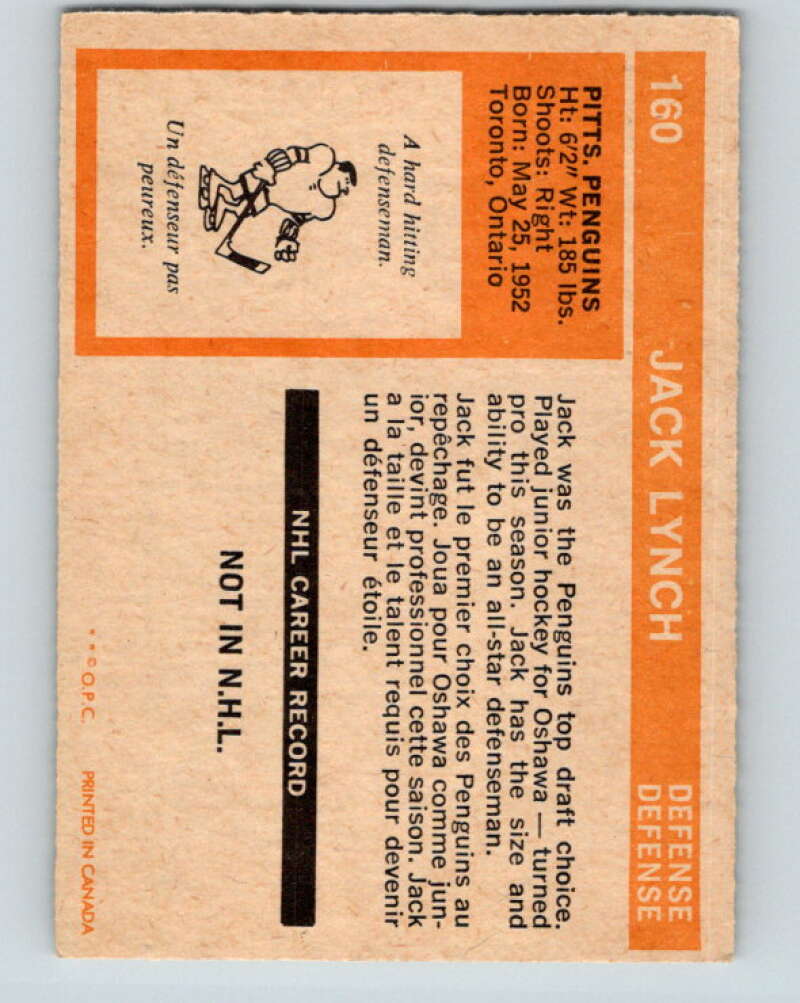 160 JACK LYNCH DEFENSE
DEFENSE
PITTS. PENGUINS
Ht: 6'2" Wt: 185 lbs.
Shoots: Right
Born: May 25, 1952
Toronto, Ontario
A hard hitting
defenseman.
Un défenseur pas
peureux.
Jack was the Penguins top draft choice.
Played junior hockey for Oshawa — turned
pro this season. Jack has the size and
ability to be an all-star defenseman.
Jack fut le premier choix des Penguins au
repêchage. Joua pour Oshawa comme jun-
ior, devint professionnel cette saison. Jack
a la taille et le talent requis pour devenir
un défenseur étoile.
NHL CAREER RECORD
NOT IN N.H.L.
* * © O.P.C. PRINTED IN CANADA